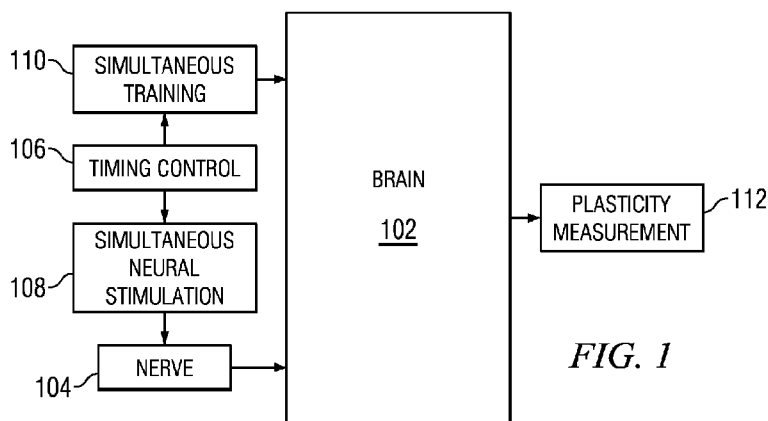 110
SIMULTANEOUS
TRAINING
106
TIMING CONTROL
SIMULTANEOUS
NEURAL
STIMULATION
108
NERVE
104
BRAIN
102
PLASTICITY
MEASUREMENT
112
FIG. 1